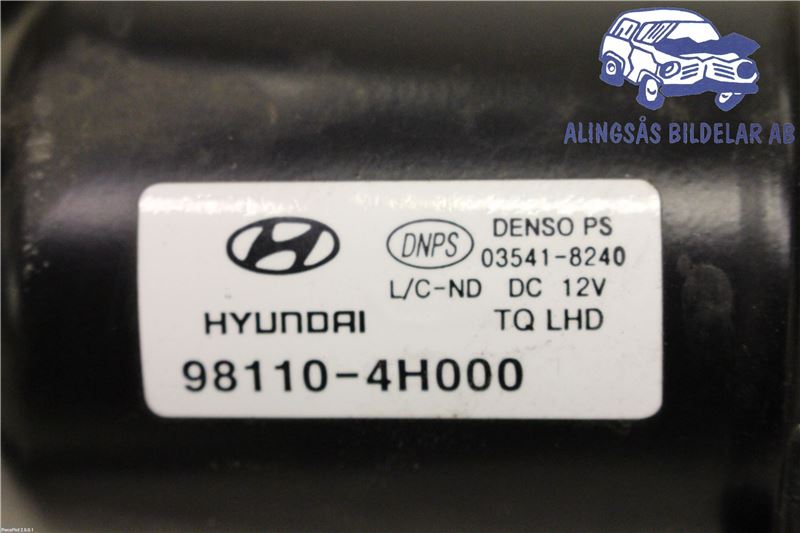 ALINGSÅS BILDELAR AB
DNPS
DENSO PS
03541-8240
L/C-ND DC 12V
HYUNDAI
TQ LHD
98110-4H000